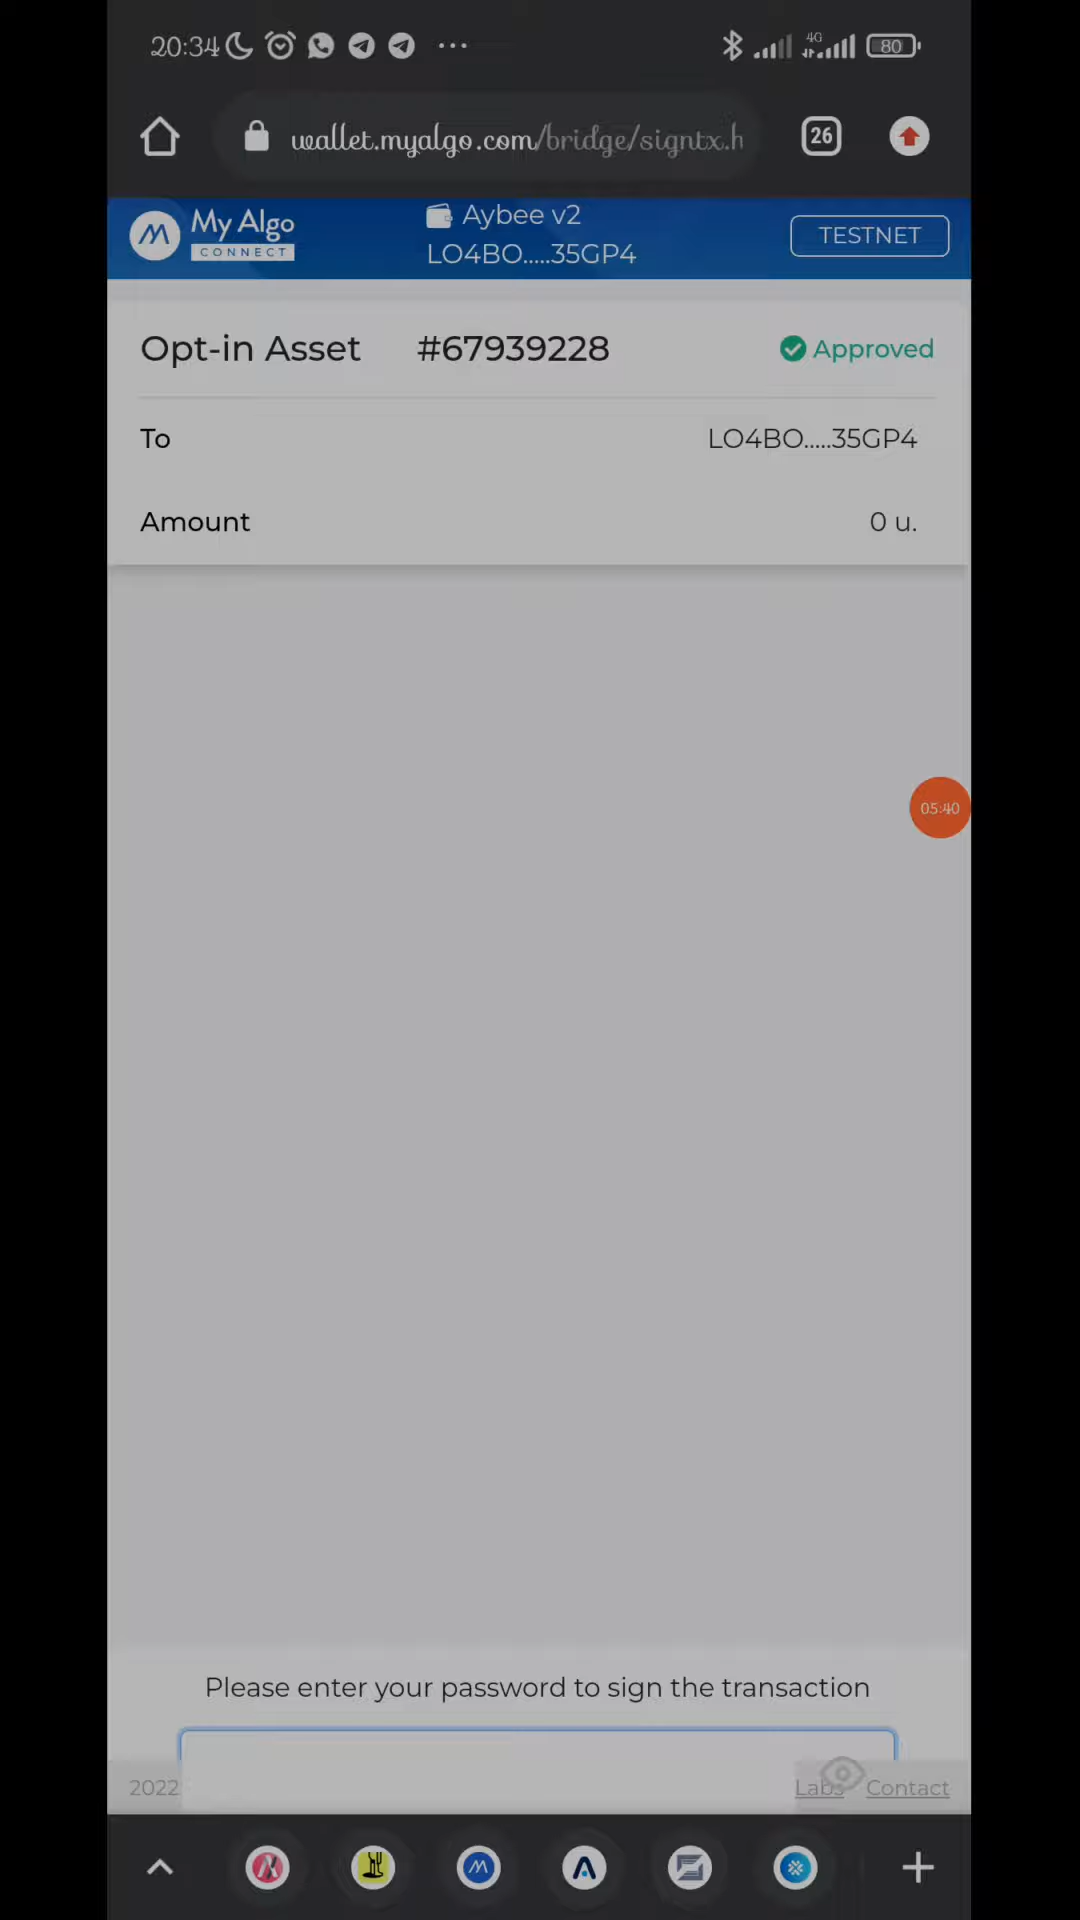 20:34 ... 4G 80
wallet.myalgo.com/bridge/signtx.h 26
My Algo
CONNECT
Aybee v2
LO4BO.....35GP4
TESTNET
Opt-in Asset #67939228 Approved
To LO4BO.....35GP4
Amount 0 u.
05:40
Please enter your password to sign the transaction
2022 Labs Contact